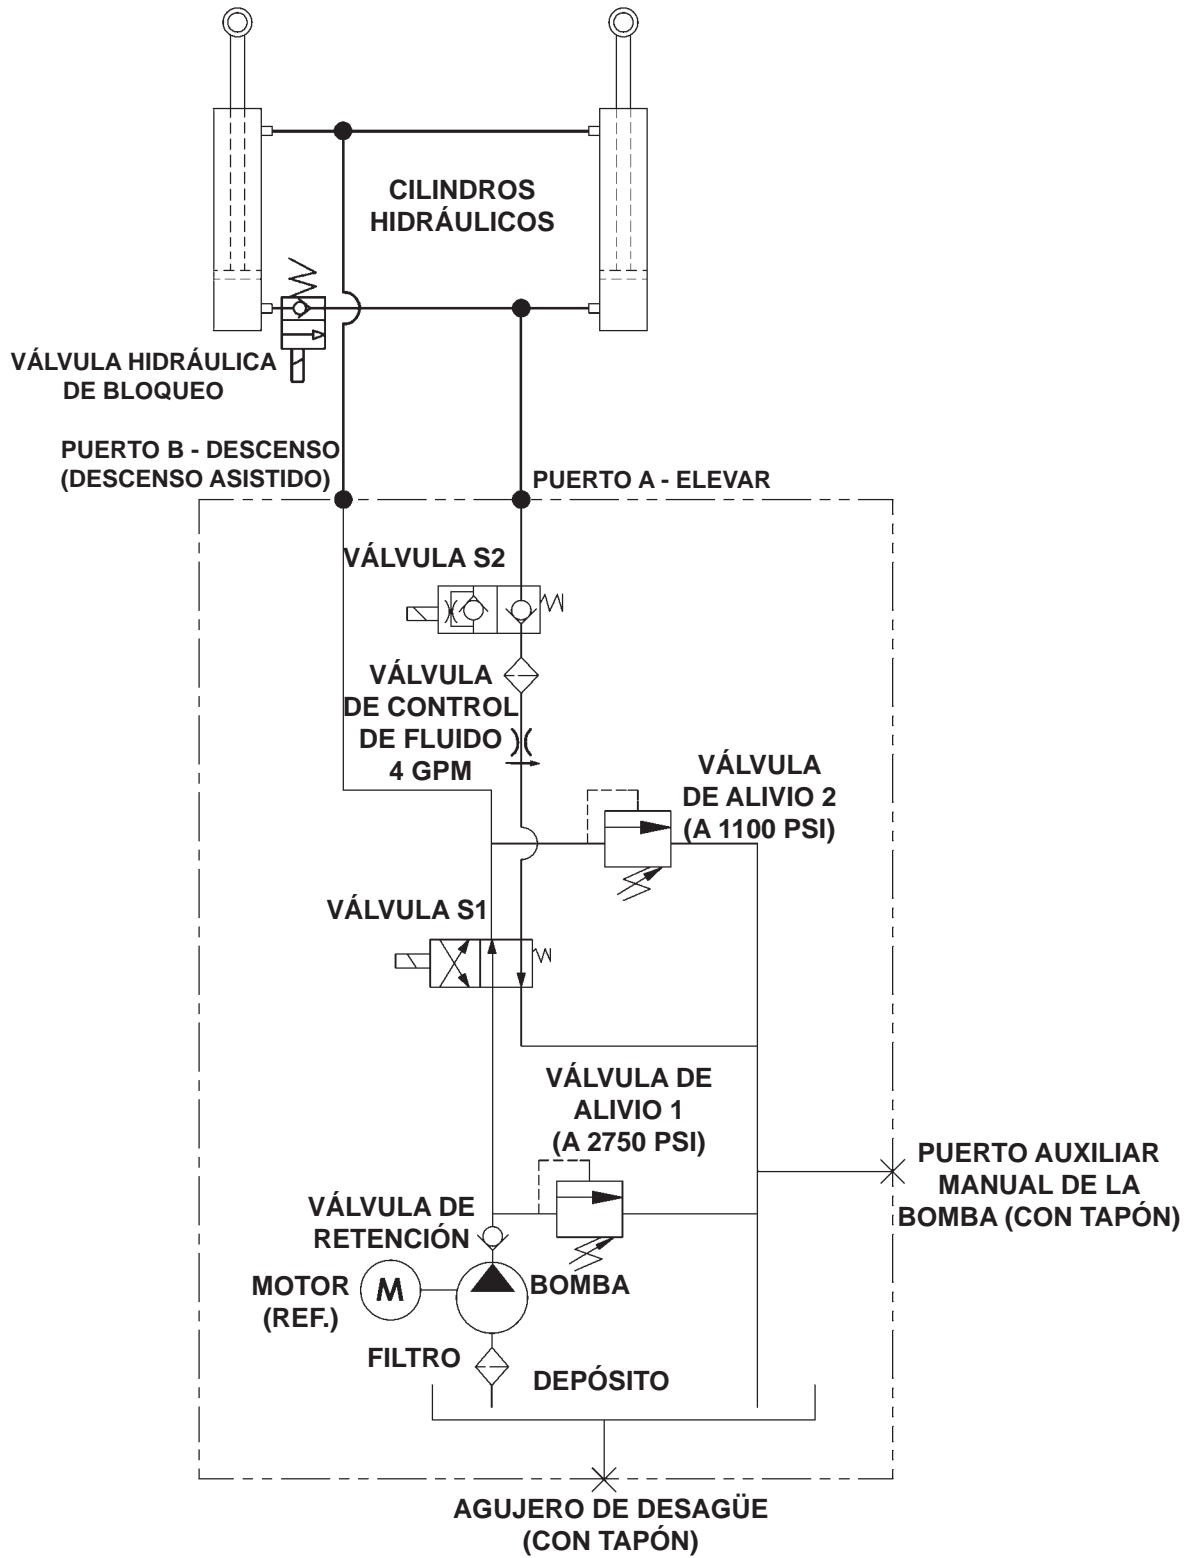 CILINDROS
HIDRÁULICOS
VÁLVULA HIDRÁULICA
DE BLOQUEO
PUERTO B - DESCENSO
(DESCENSO ASISTIDO)
PUERTO A - ELEVAR
VÁLVULA S2
VÁLVULA
DE CONTROL
DE FLUIDO
4 GPM
VÁLVULA
DE ALIVIO 2
(A 1100 PSI)
VÁLVULA S1
VÁLVULA DE
ALIVIO 1
(A 2750 PSI)
PUERTO AUXILIAR
MANUAL DE LA
BOMBA (CON TAPÓN)
VÁLVULA DE
RETENCIÓN
MOTOR
(REF.)
M
BOMBA
FILTRO
DEPÓSITO
AGUJERO DE DESAGÜE
(CON TAPÓN)